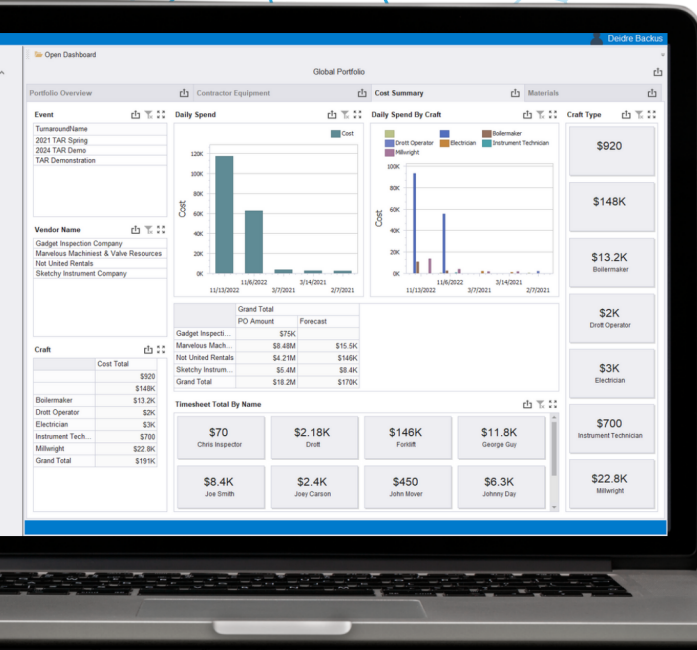 Deidre Backus
Open Dashboard
Global Portfolio
Portfolio Overview
Contractor Equipment
Cost Summary
Materials
Event
TurnaroundName
2021 TAR Spring
2024 TAR Demo
TAR Demonstration
Vendor Name
Gadget Inspection Company
Marvelous Machiniest & Valve Resources
Not United Rentals
Sketchy Instrument Company
Craft
Cost Total
$920
$148K
Boilermaker $13.2K
Drott Operator $2K
Electrician $3K
Instrument Tech... $700
Millwright $22.8K
Grand Total $191K
Daily Spend
Cost
120K
100K
80K
60K
40K
20K
0K
Cost
11/6/2022 3/14/2021
11/13/2022 2/7/2021 2/7/2021
Daily Spend By Craft
Boilermaker
Drott Operator Electrician Instrument Technician
Millwright
100K
80K
60K
40K
20K
0K
Cost
11/6/2022 3/14/2021
11/13/2022 2/7/2021 2/7/2021
Grand Total
PO Amount Forecast
Gadget Inspecti... $75K
Marvelous Mach... $8.48M $15.5K
Not United Rentals $4.21M $146K
Sketchy Instrum... $5.4M $8.4K
Grand Total $18.2M $170K
Timesheet Total By Name
$70
Chris Inspector
$2.18K
Drott
$146K
Forklift
$11.8K
George Guy
$8.4K
Joe Smith
$2.4K
Joey Carson
$450
John Mover
$6.3K
Johnny Day
Craft Type
$920
$148K
$13.2K
Boilermaker
$2K
Drott Operator
$3K
Electrician
$700
Instrument Technician
$22.8K
Millwright